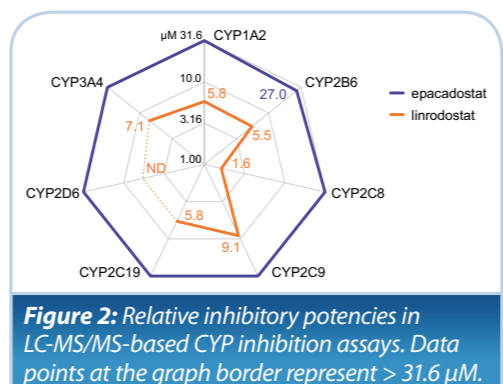 µM 31.6 CYP1A2
CYP3A4 10.0 5.8 27.0 CYP2B6
epacadostat
linrodostat
7.1 3.16 5.5
1.00 1.6
CYP2D6 ND CYP2C8
5.8 9.1
CYP2C19 CYP2C9
Figure 2: Relative inhibitory potencies in
LC-MS/MS-based CYP inhibition assays. Data
points at the graph border represent > 31.6 µM.